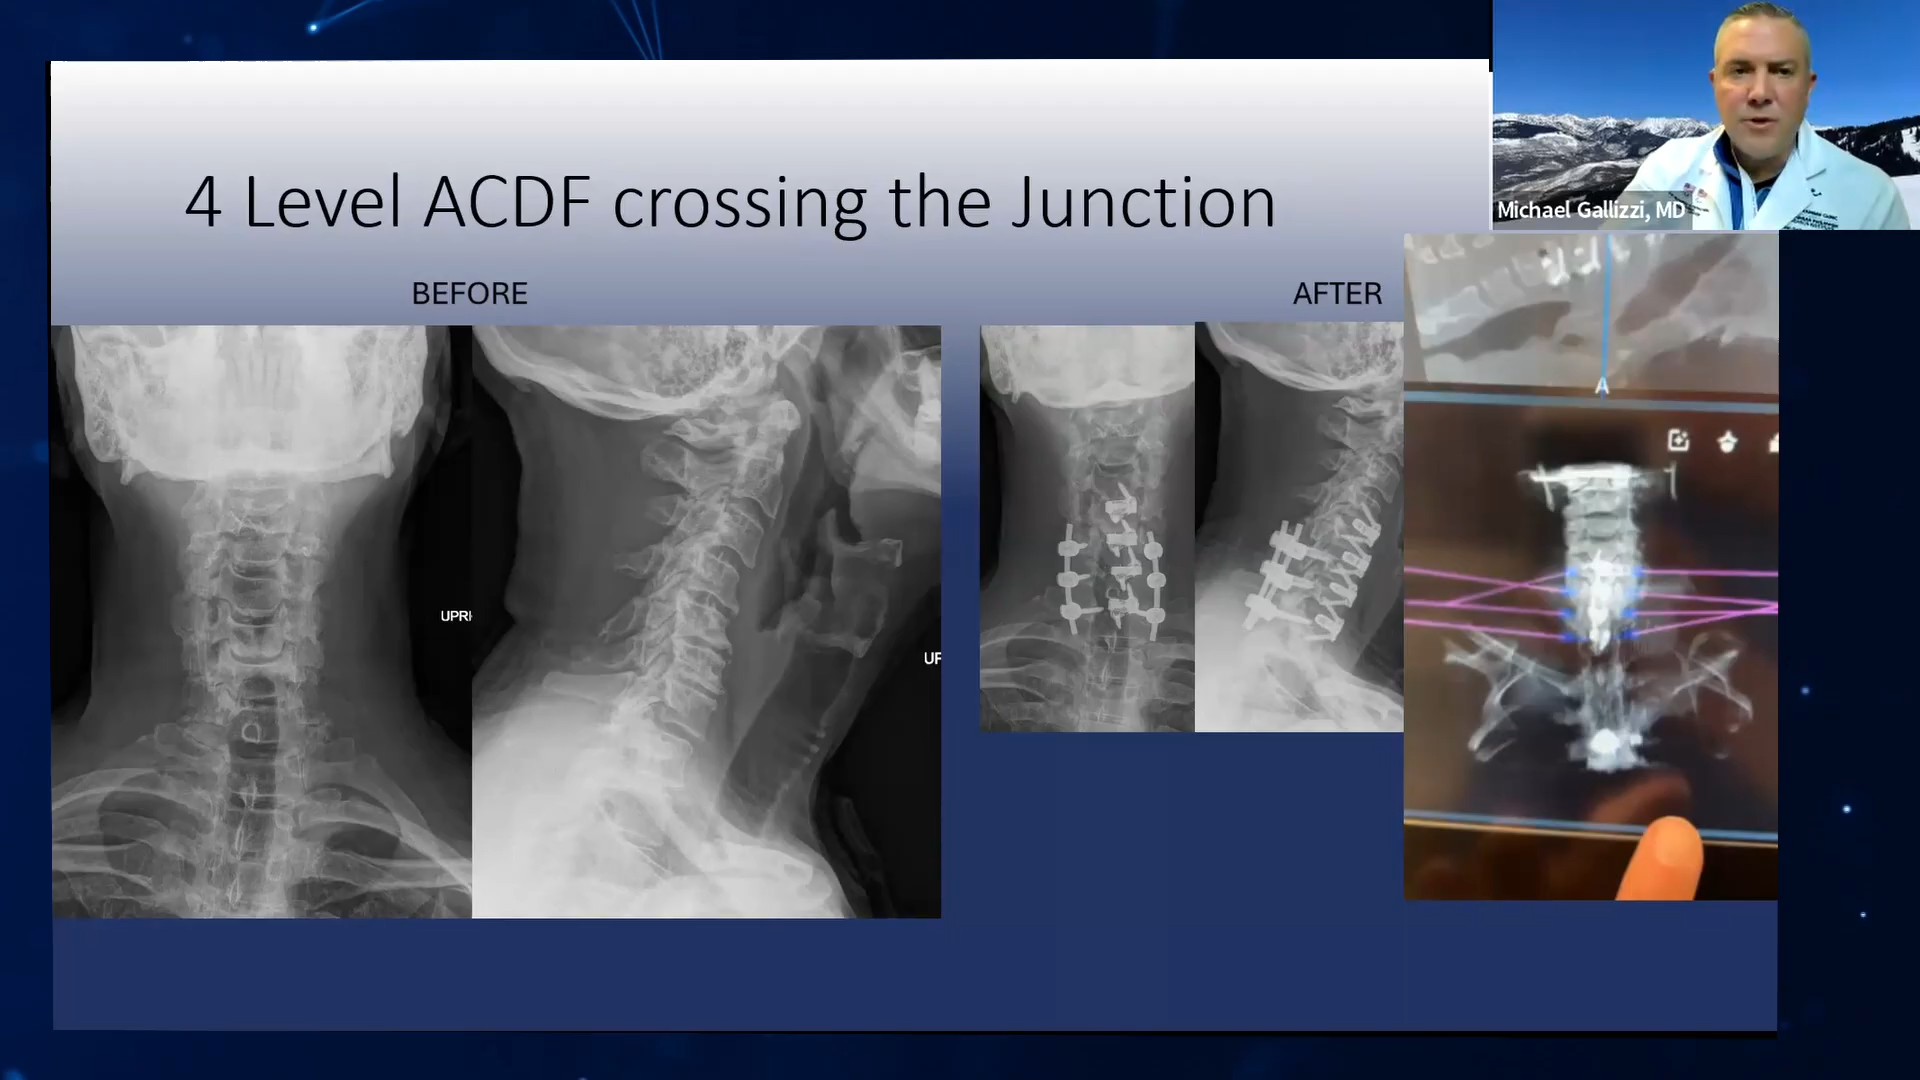 4 Level ACDF crossing the Junction
Michael Gallizzi, MD
BEFORE
AFTER
A
UPRI
UF